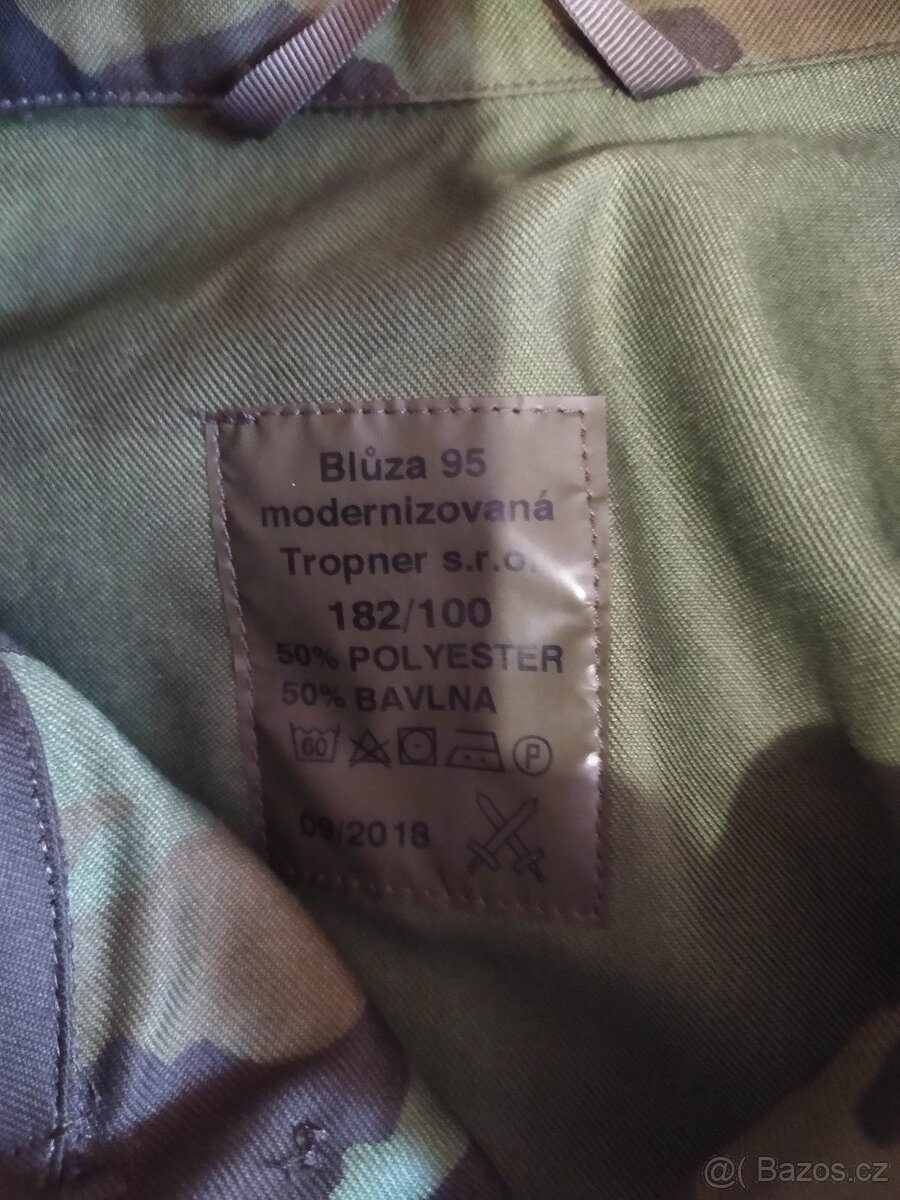 Blůza 95
modernizovaná
Tropner s.r.o.
182/100
50% POLYESTER
50% BAVLNA
60 P
09/2018
@( Bazos.cz